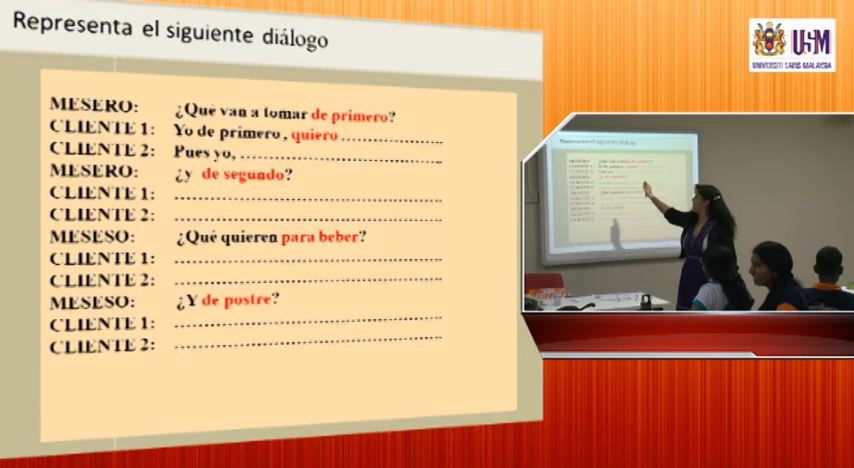 Representa el siguiente diálogo
MESERO: ¿Qué van a tomar de primero?
CLIENTE 1: Yo de primero, quiero ........................
CLIENTE 2: Pues yo, ................................................
MESERO: ¿y de segundo?
CLIENTE 1: ................................................
CLIENTE 2: ................................................
MESESO: ¿Qué quieren para beber?
CLIENTE 1: ................................................
CLIENTE 2: ................................................
MESESO: ¿Y de postre?
CLIENTE 1: ................................................
CLIENTE 2: ................................................
USM
UNIVERSITI SAINS MALAYSIA